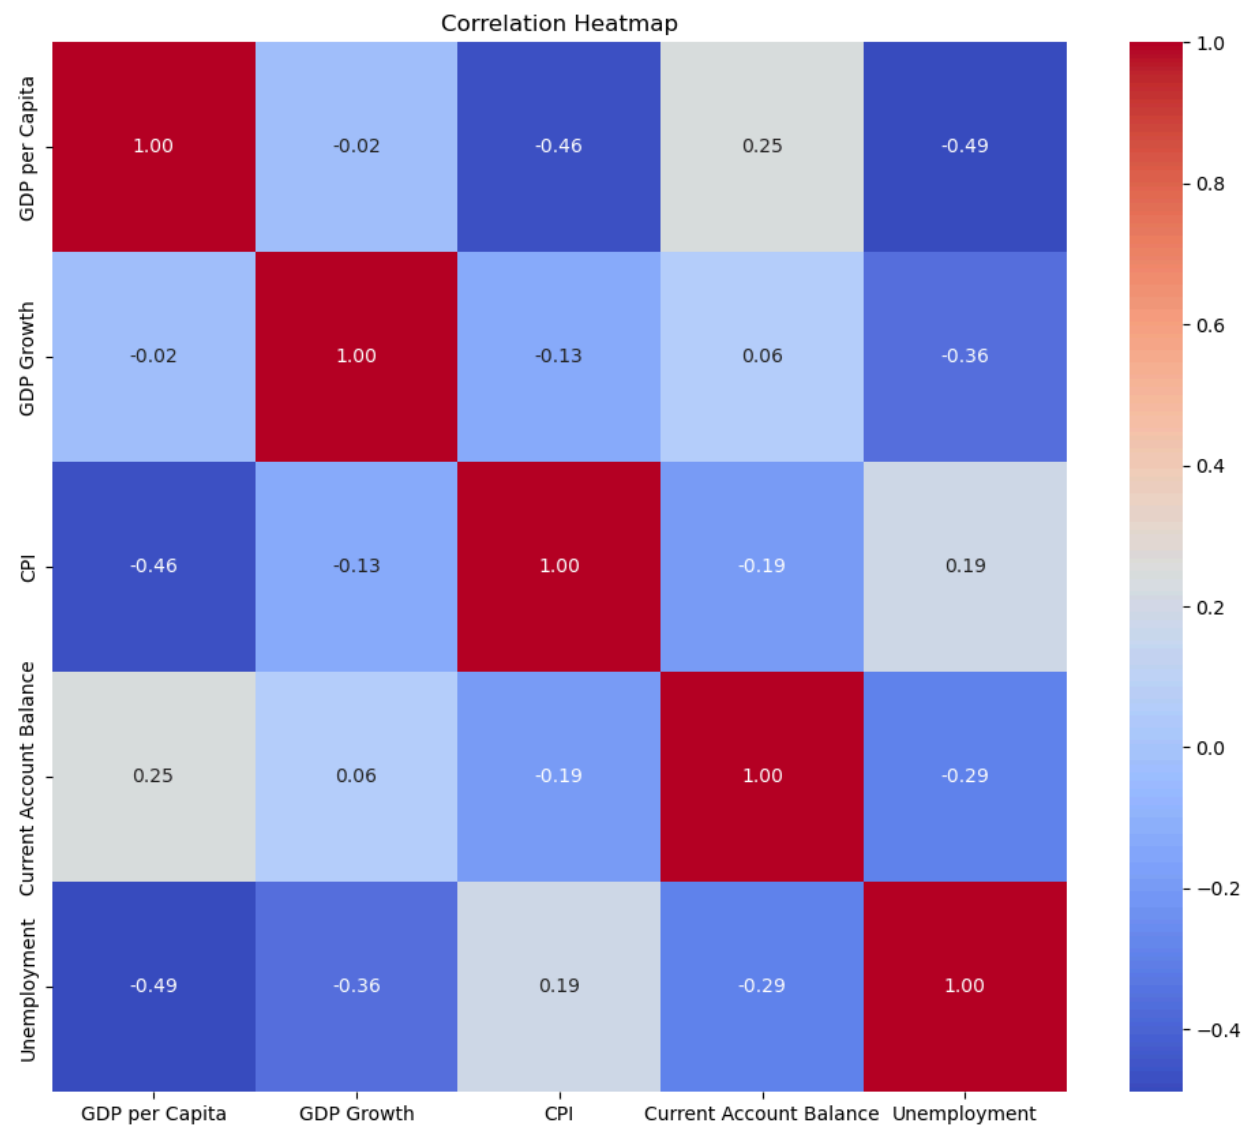 Correlation Heatmap
GDP per Capita
1.00 -0.02 -0.46 0.25 -0.49
GDP Growth
-0.02 1.00 -0.13 0.06 -0.36
CPI
-0.46 -0.13 1.00 -0.19 0.19
Current Account Balance
0.25 0.06 -0.19 1.00 -0.29
Unemployment
-0.49 -0.36 0.19 -0.29 1.00
GDP per Capita GDP Growth CPI Current Account Balance Unemployment
1.0
0.8
0.6
0.4
0.2
0.0
−0.2
−0.4